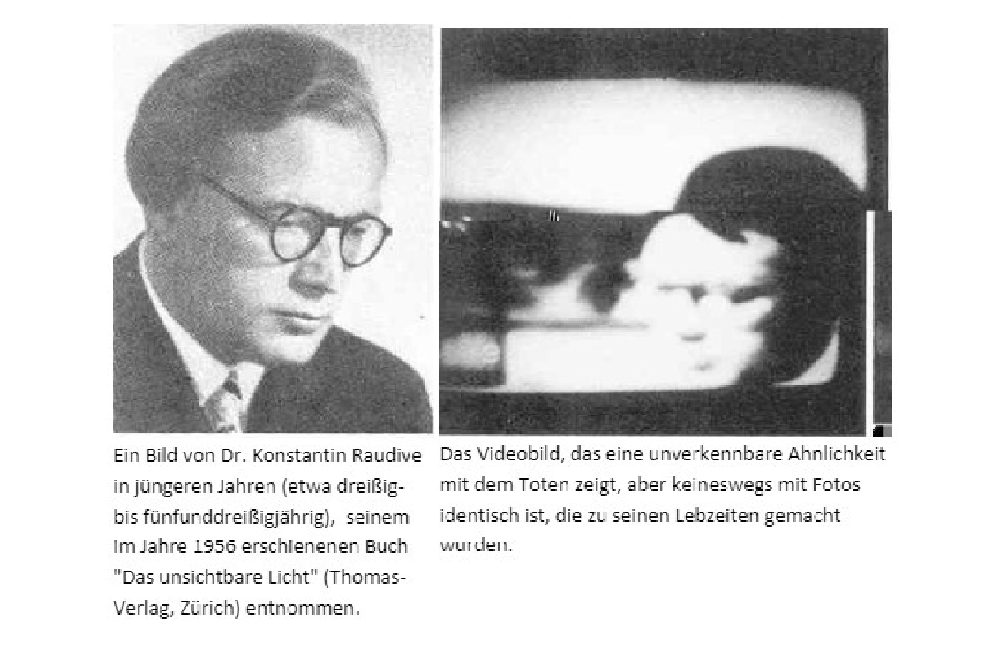 Ein Bild von Dr. Konstantin Raudive
in jüngeren Jahren (etwa dreißig-
bis fünfunddreißigjährig),  seinem
im Jahre 1956 erschienenen Buch
"Das unsichtbare Licht" (Thomas-
Verlag, Zürich) entnommen.
Das Videobild, das eine unverkennbare Ähnlichkeit
mit dem Toten zeigt, aber keineswegs mit Fotos
identisch ist, die zu seinen Lebzeiten gemacht
wurden.